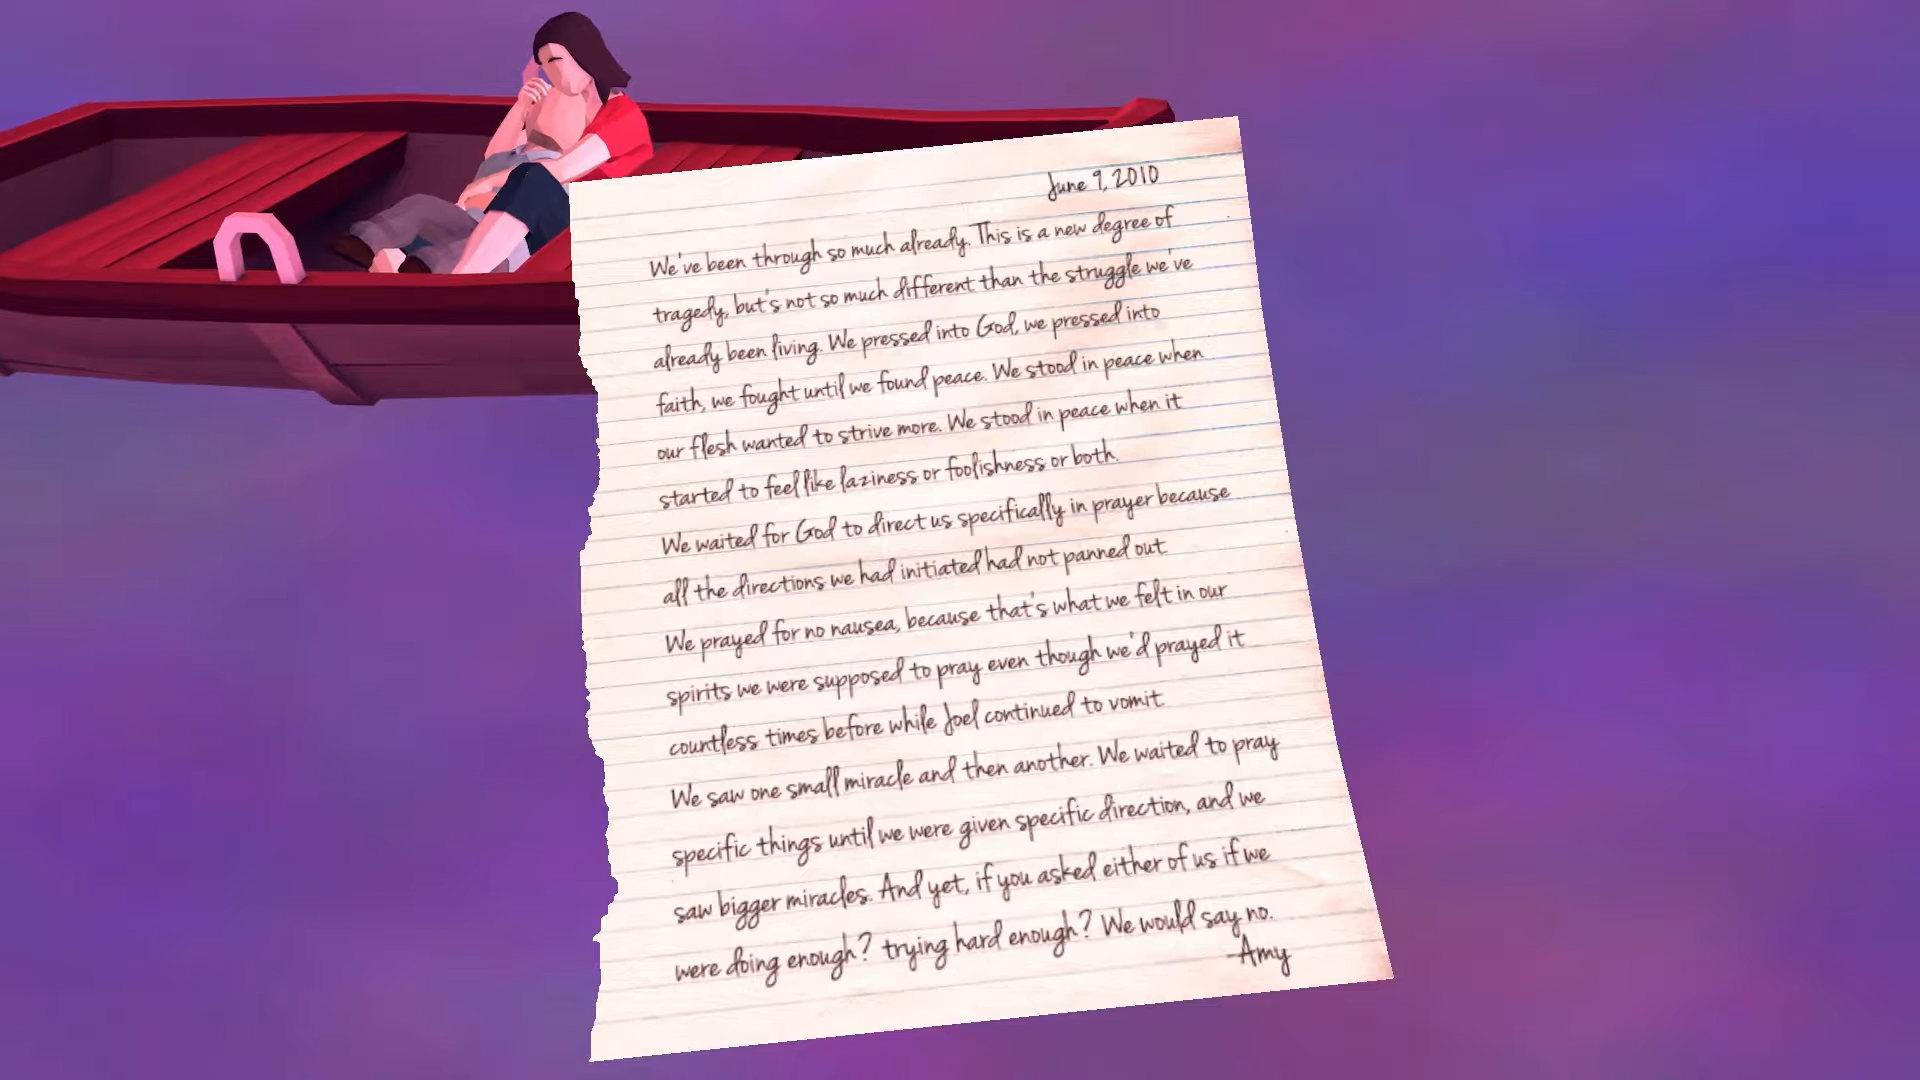 June 9, 2010
We've been through so much already. This is a new degree of
tragedy, but's not so much different than the struggle we've
already been living. We pressed into God, we pressed into
faith, we fought until we found peace. We stood in peace when
our flesh wanted to strive more. We stood in peace when it
started to feel like laziness or foolishness or both.
We waited for God to direct us specifically in prayer because
all the directions we had initiated had not panned out
We prayed for no nausea, because that's what we felt in our
spirits we were supposed to pray even though we'd prayed it
countless times before while Joel continued to vomit.
We saw one small miracle and then another. We waited to pray
specific things until we were given specific direction, and we
saw bigger miracles. And yet, if you asked either of us if we
were doing enough? trying hard enough? We would say no.
-Amy